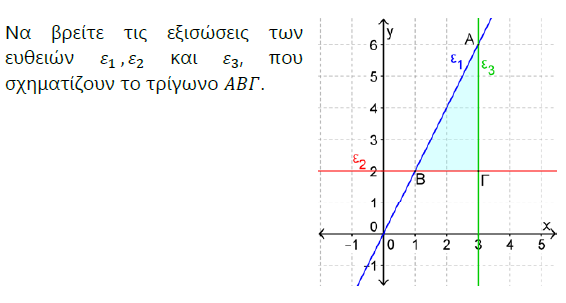 Να βρείτε τις εξισώσεις των
ευθειών ε₁ , ε₂ και ε₃, που
σχηματίζουν το τρίγωνο ΑΒΓ.
y
A
6
ε₁
ε₃
5
4
3
ε₂
2
B
Γ
1
0
x
−1
0
1
2
3
4
5
−1